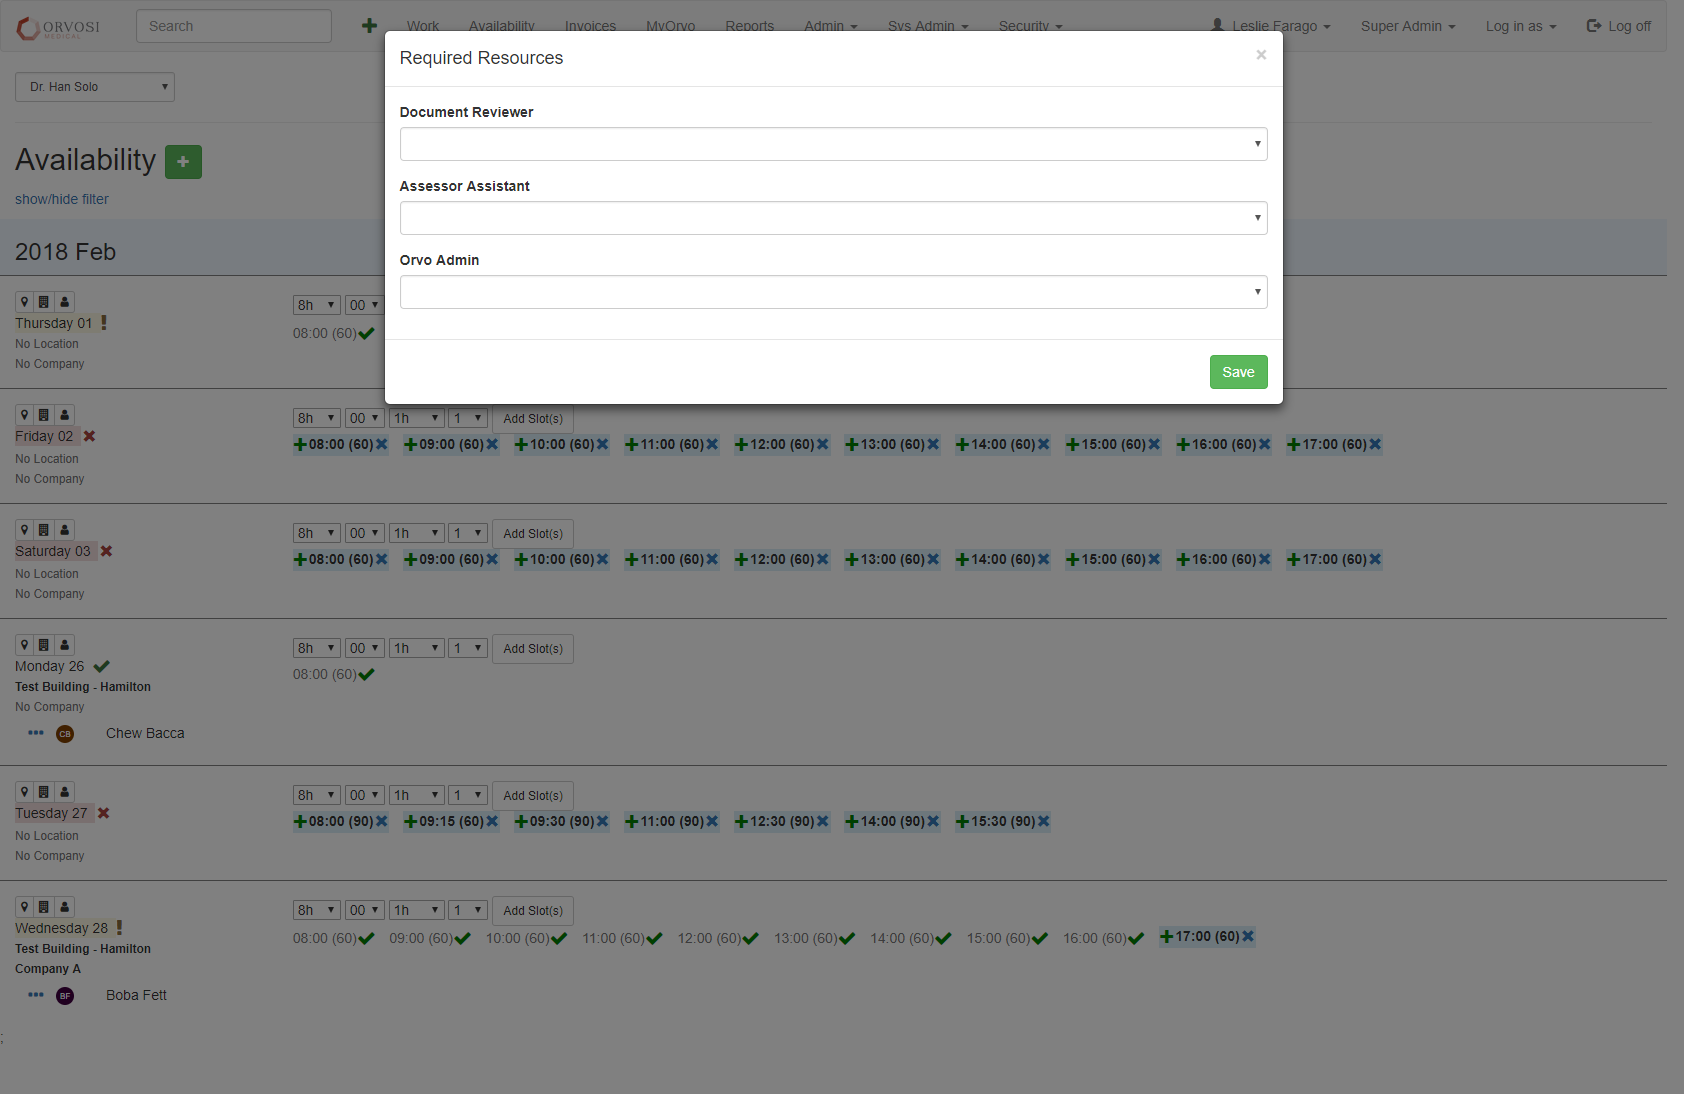 ORVOSI
MEDICAL
Search
Work
Availability
Invoices
MyOrvo
Reports
Admin
Sys Admin
Security
Leslie Farago
Super Admin
Log in as
Log off
Required Resources
×
Document Reviewer
Assessor Assistant
Orvo Admin
Save
Dr. Han Solo
Availability
show/hide filter
2018 Feb
Thursday 01
No Location
No Company
8h 00
08:00 (60)
Friday 02
No Location
No Company
8h 00 1h 1 Add Slot(s)
08:00 (60) 09:00 (60) 10:00 (60) 11:00 (60) 12:00 (60) 13:00 (60) 14:00 (60) 15:00 (60) 16:00 (60) 17:00 (60)
Saturday 03
No Location
No Company
8h 00 1h 1 Add Slot(s)
08:00 (60) 09:00 (60) 10:00 (60) 11:00 (60) 12:00 (60) 13:00 (60) 14:00 (60) 15:00 (60) 16:00 (60) 17:00 (60)
Monday 26
Test Building - Hamilton
No Company
CB Chew Bacca
8h 00 1h 1 Add Slot(s)
08:00 (60)
Tuesday 27
No Location
No Company
8h 00 1h 1 Add Slot(s)
08:00 (90) 09:15 (60) 09:30 (90) 11:00 (90) 12:30 (90) 14:00 (90) 15:30 (90)
Wednesday 28
Test Building - Hamilton
Company A
BF Boba Fett
8h 00 1h 1 Add Slot(s)
08:00 (60) 09:00 (60) 10:00 (60) 11:00 (60) 12:00 (60) 13:00 (60) 14:00 (60) 15:00 (60) 16:00 (60) 17:00 (60)
;